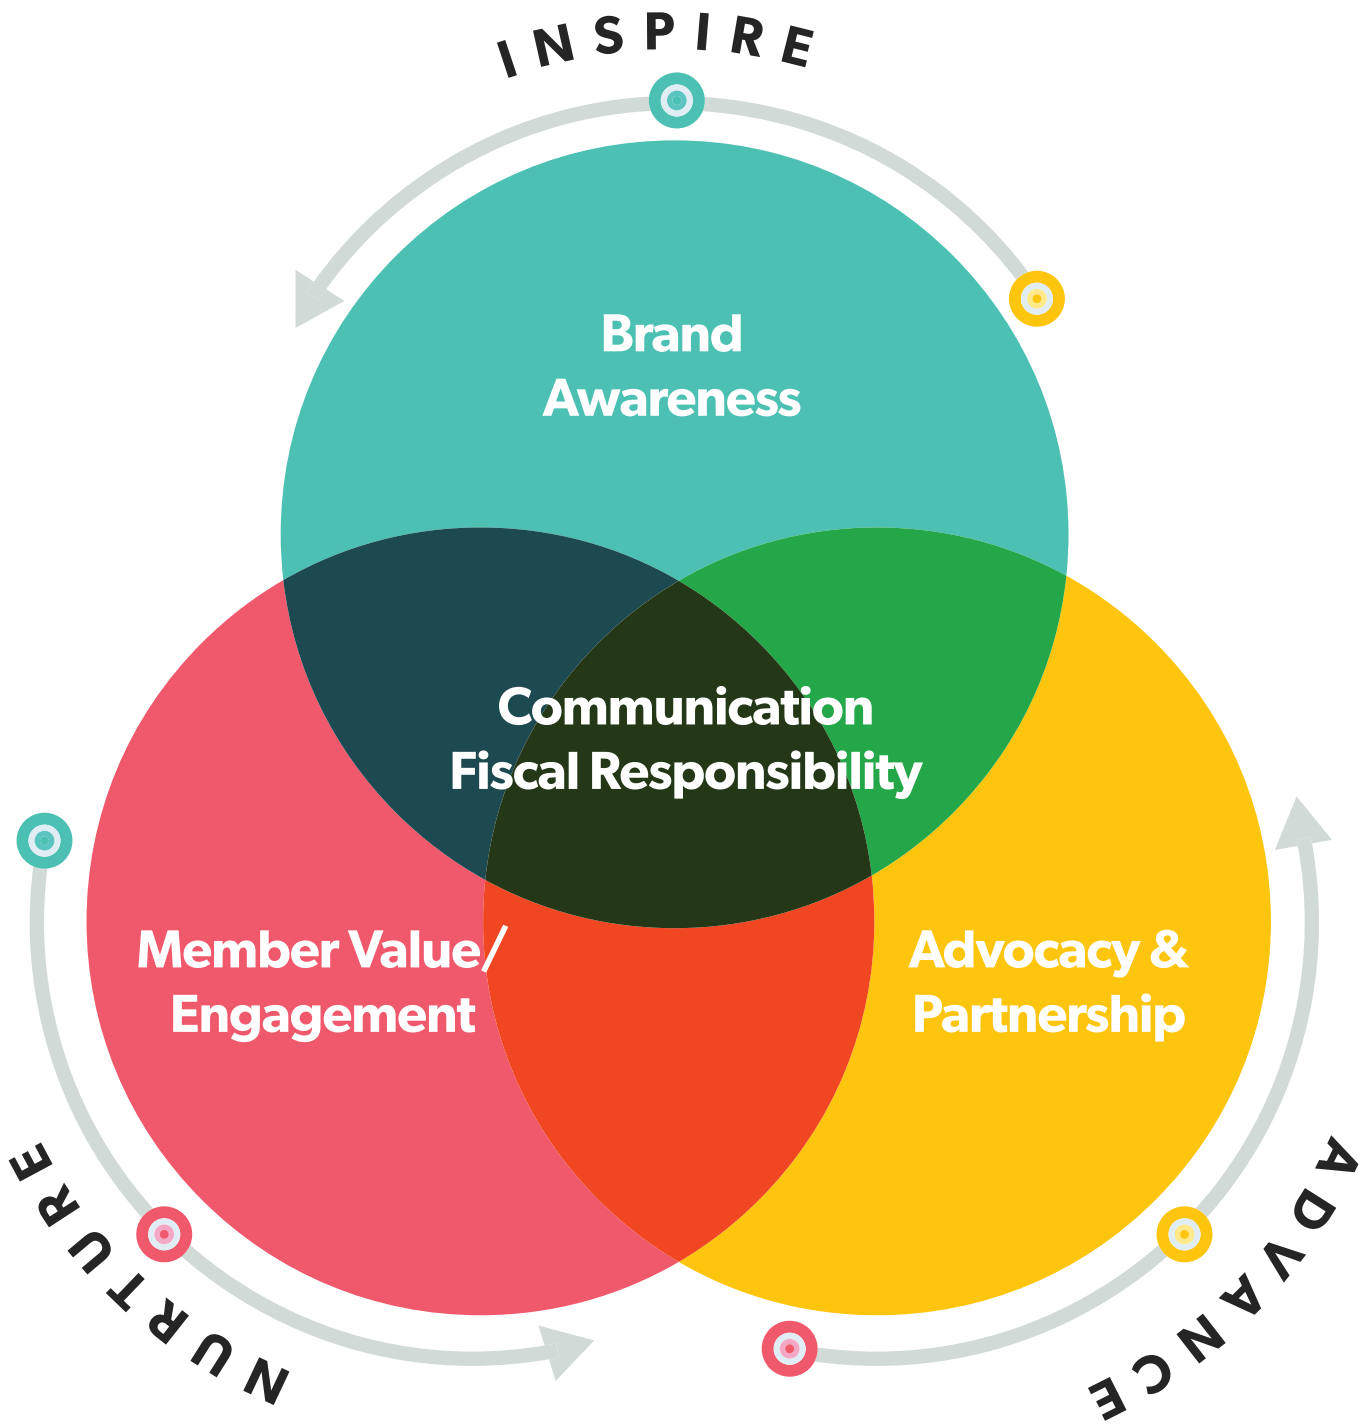 INSPIRE
Brand
Awareness
Communication
Fiscal Responsibility
Member Value/
Engagement
Advocacy &
Partnership
NURTURE
ADVANCE